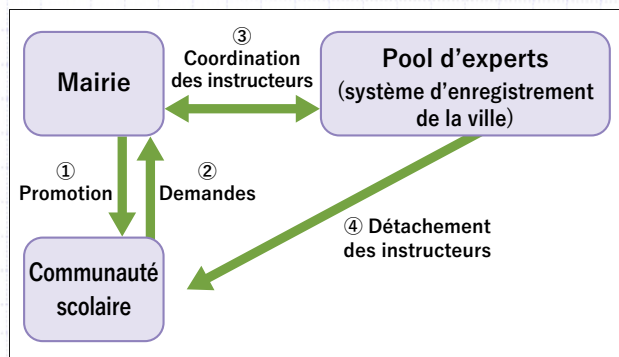 Mairie
③
Coordination
des instructeurs
Pool d’experts
(système d’enregistrement
de la ville)
①
Promotion
②
Demandes
④ Détachement
des instructeurs
Communauté
scolaire